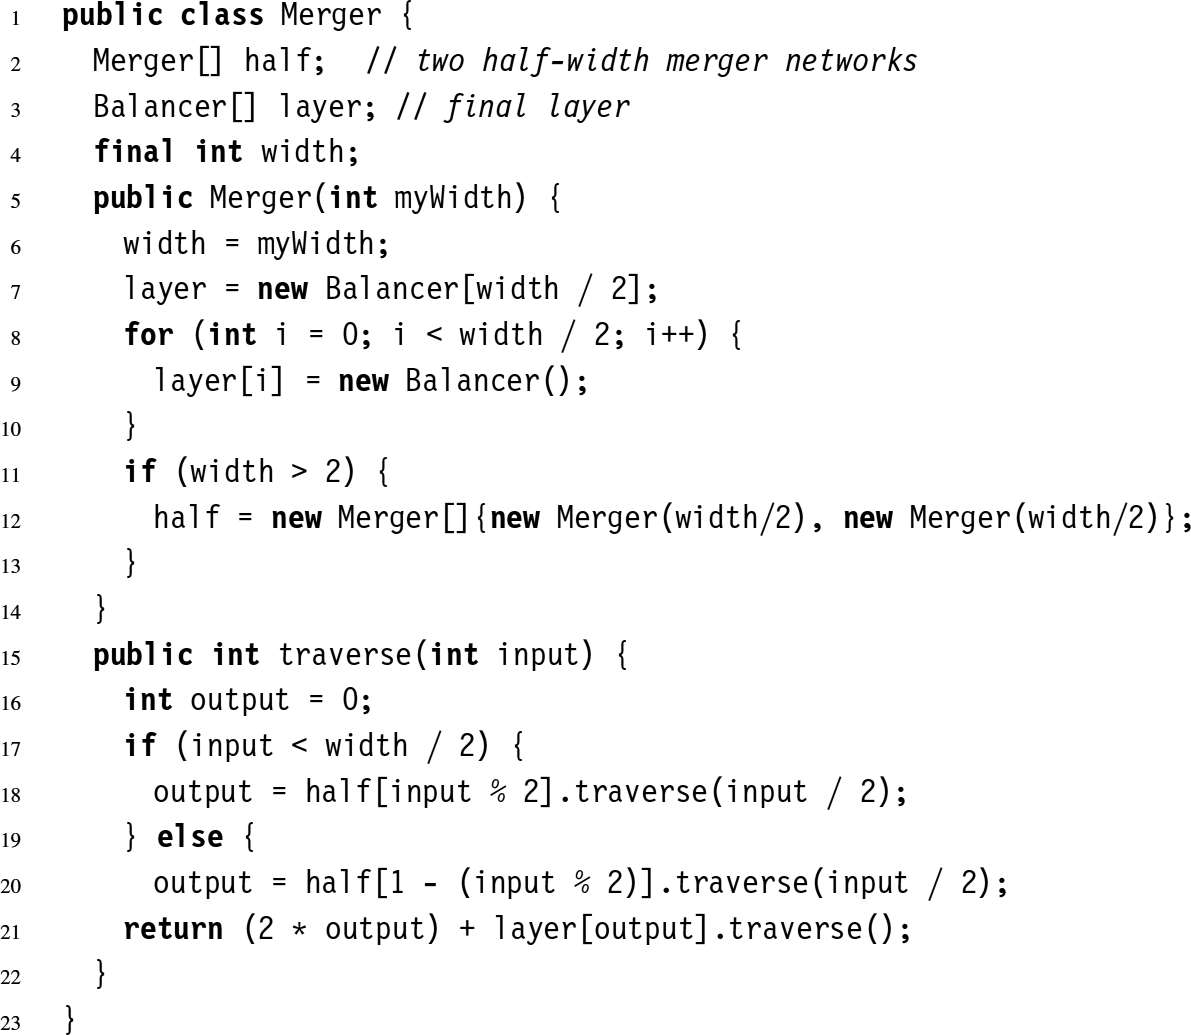 1 public class Merger {
2 Merger[] half; // two half-width merger networks
3 Balancer[] layer; // final layer
4 final int width;
5 public Merger(int myWidth) {
6 width = myWidth;
7 layer = new Balancer[width / 2];
8 for (int i = 0; i < width / 2; i++) {
9 layer[i] = new Balancer();
10 }
11 if (width > 2) {
12 half = new Merger[]{new Merger(width/2), new Merger(width/2)};
13 }
14 }
15 public int traverse(int input) {
16 int output = 0;
17 if (input < width / 2) {
18 output = half[input % 2].traverse(input / 2);
19 } else {
20 output = half[1 - (input % 2)].traverse(input / 2);
21 return (2 * output) + layer[output].traverse();
22 }
23 }